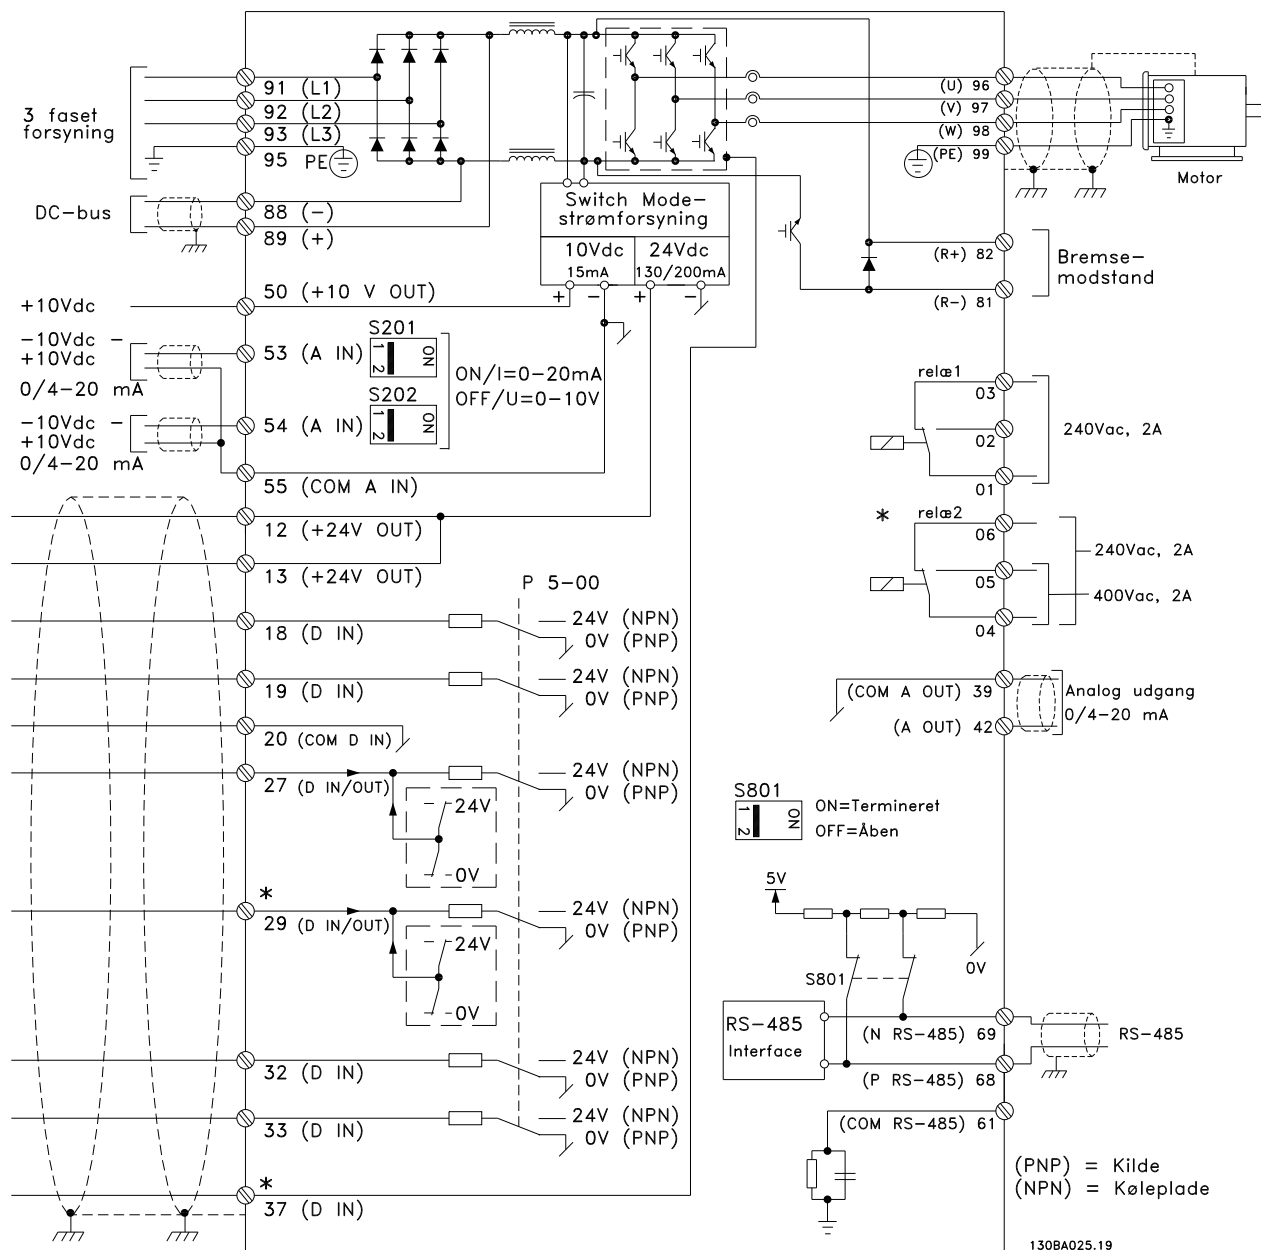 3 faset
forsyning
91 (L1)
92 (L2)
93 (L3)
95 PE
DC-bus
88 (-)
89 (+)
Switch Mode-
strømforsyning
10Vdc
15mA
24Vdc
130/200mA
+ - + -
(U) 96
(V) 97
(W) 98
(PE) 99
Motor
(R+) 82
(R-) 81
Bremse-
modstand
+10Vdc
50 (+10 V OUT)
-10Vdc -
+10Vdc
0/4-20 mA
53 (A IN)
S201
ON
1 2
ON/I=0-20mA
OFF/U=0-10V
S202
ON
1 2
-10Vdc -
+10Vdc
0/4-20 mA
54 (A IN)
55 (COM A IN)
12 (+24V OUT)
13 (+24V OUT)
P 5-00
18 (D IN)
24V (NPN)
0V (PNP)
19 (D IN)
24V (NPN)
0V (PNP)
20 (COM D IN)
27 (D IN/OUT)
24V (NPN)
0V (PNP)
24V
0V
*
29 (D IN/OUT)
24V (NPN)
0V (PNP)
24V
0V
32 (D IN)
24V (NPN)
0V (PNP)
33 (D IN)
24V (NPN)
0V (PNP)
*
37 (D IN)
relæ1
03
02
01
240Vac, 2A
*
relæ2
06
05
04
240Vac, 2A
400Vac, 2A
(COM A OUT) 39
(A OUT) 42
Analog udgang
0/4-20 mA
S801
ON
1 2
ON=Termineret
OFF=Åben
5V
0V
S801
RS-485
Interface
(N RS-485) 69
(P RS-485) 68
(COM RS-485) 61
RS-485
(PNP) = Kilde
(NPN) = Køleplade
130BA025.19